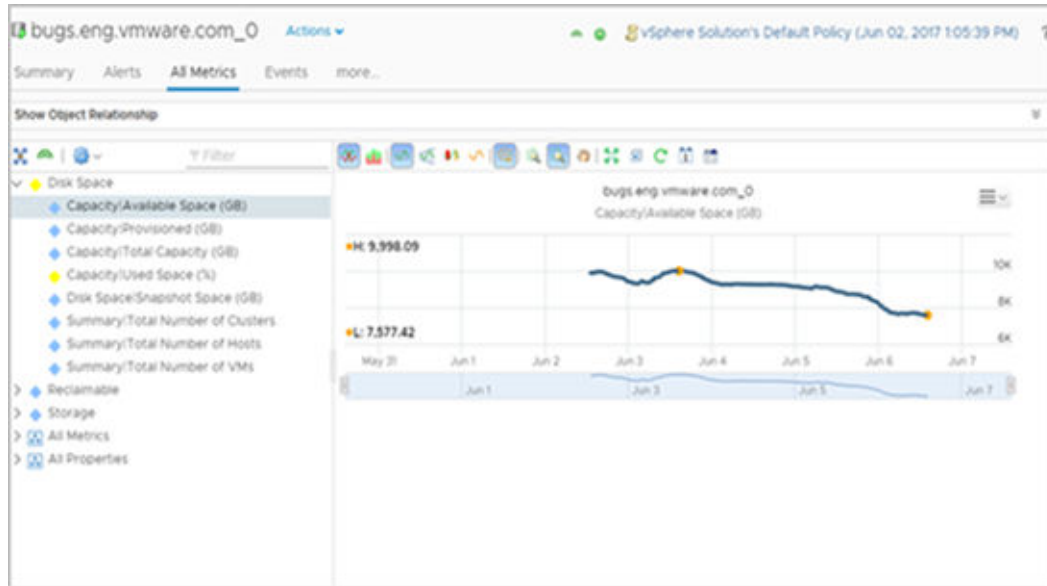 bugs.eng.vmware.com_0 Actions vSphere Solution's Default Policy (Jun 02, 2017 1:05:39 PM) ?
Summary Alerts All Metrics Events more...
Show Object Relationship
Filter
Disk Space
Capacity|Available Space (GB)
Capacity|Provisioned (GB)
Capacity|Total Capacity (GB)
Capacity|Used Space (%)
Disk Space|Snapshot Space (GB)
Summary|Total Number of Clusters
Summary|Total Number of Hosts
Summary|Total Number of VMs
Reclaimable
Storage
All Metrics
All Properties
bugs.eng.vmware.com_0
Capacity|Available Space (GB)
H: 9,998.09
10K
8K
L: 7,577.42
6K
May 31 Jun 1 Jun 2 Jun 3 Jun 4 Jun 5 Jun 6 Jun 7
Jun 1 Jun 3 Jun 5 Jun 7